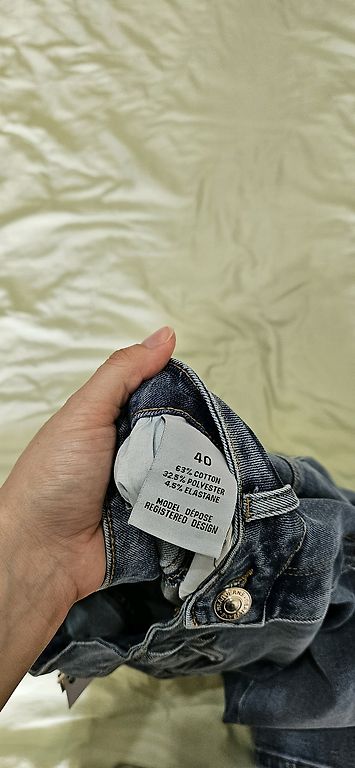 40
63% COTTON
32.5% POLYESTER
4.5% ELASTANE
MODEL DÉPOSÉ
REGISTERED DESIGN